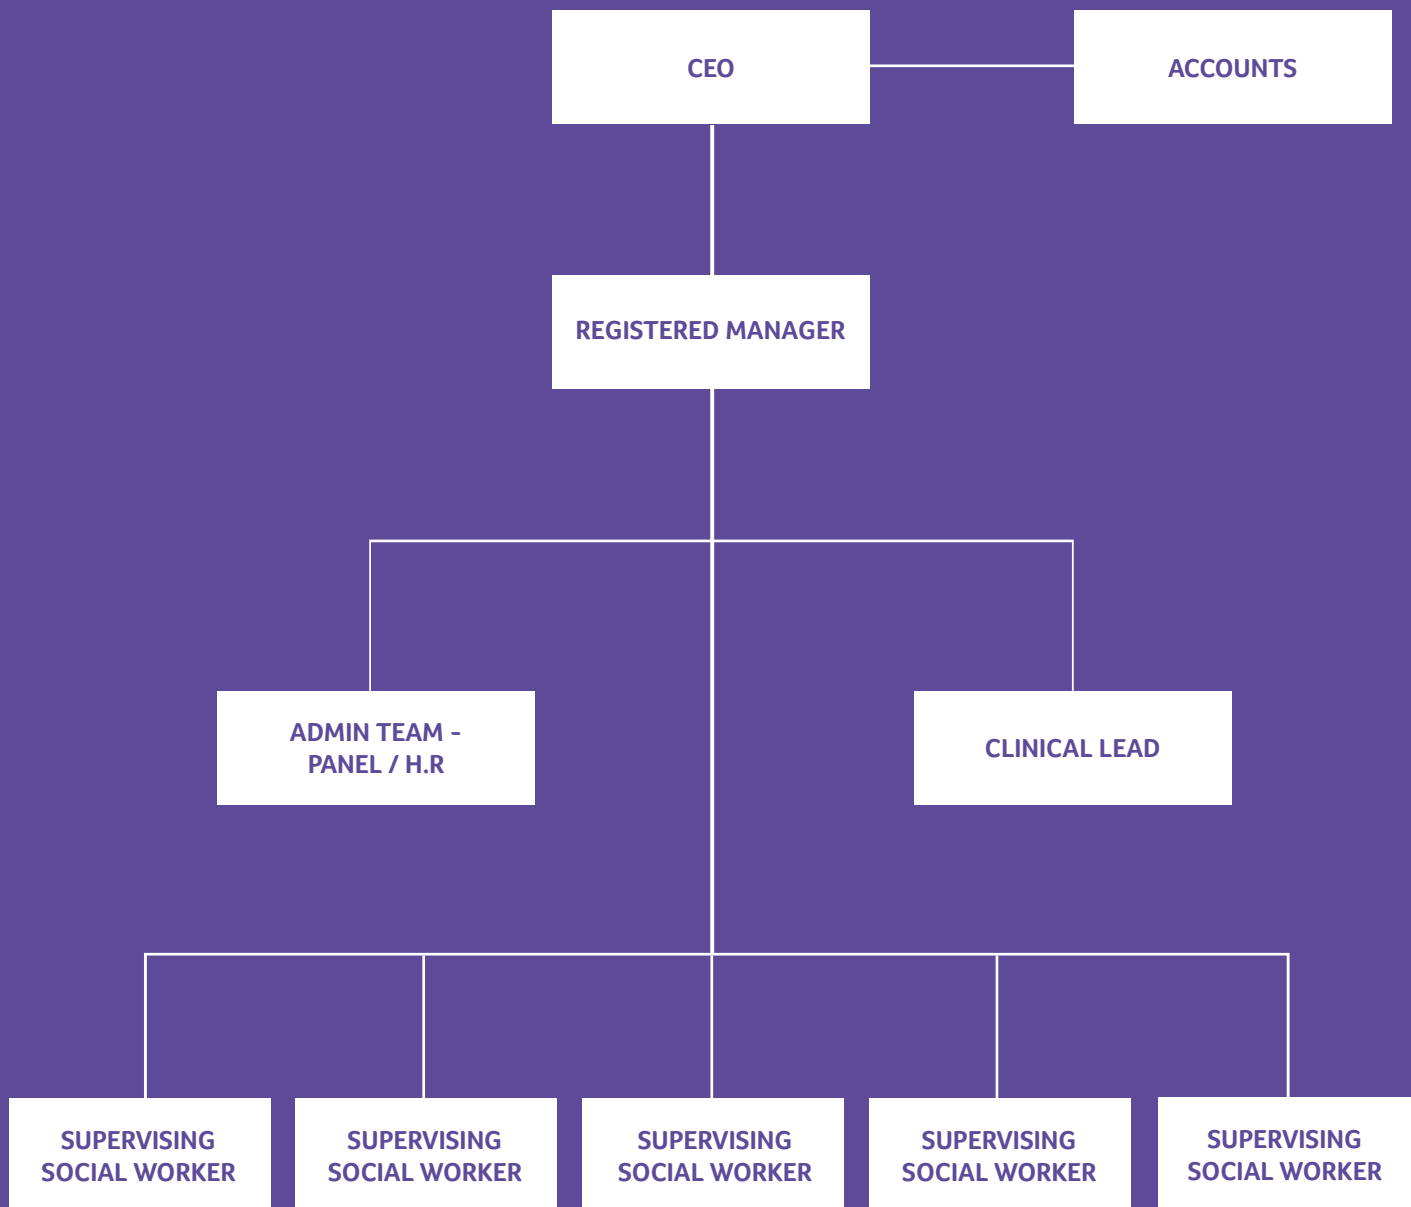 CEO
ACCOUNTS
REGISTERED MANAGER
ADMIN TEAM -
PANEL / H.R
CLINICAL LEAD
SUPERVISING
SOCIAL WORKER
SUPERVISING
SOCIAL WORKER
SUPERVISING
SOCIAL WORKER
SUPERVISING
SOCIAL WORKER
SUPERVISING
SOCIAL WORKER